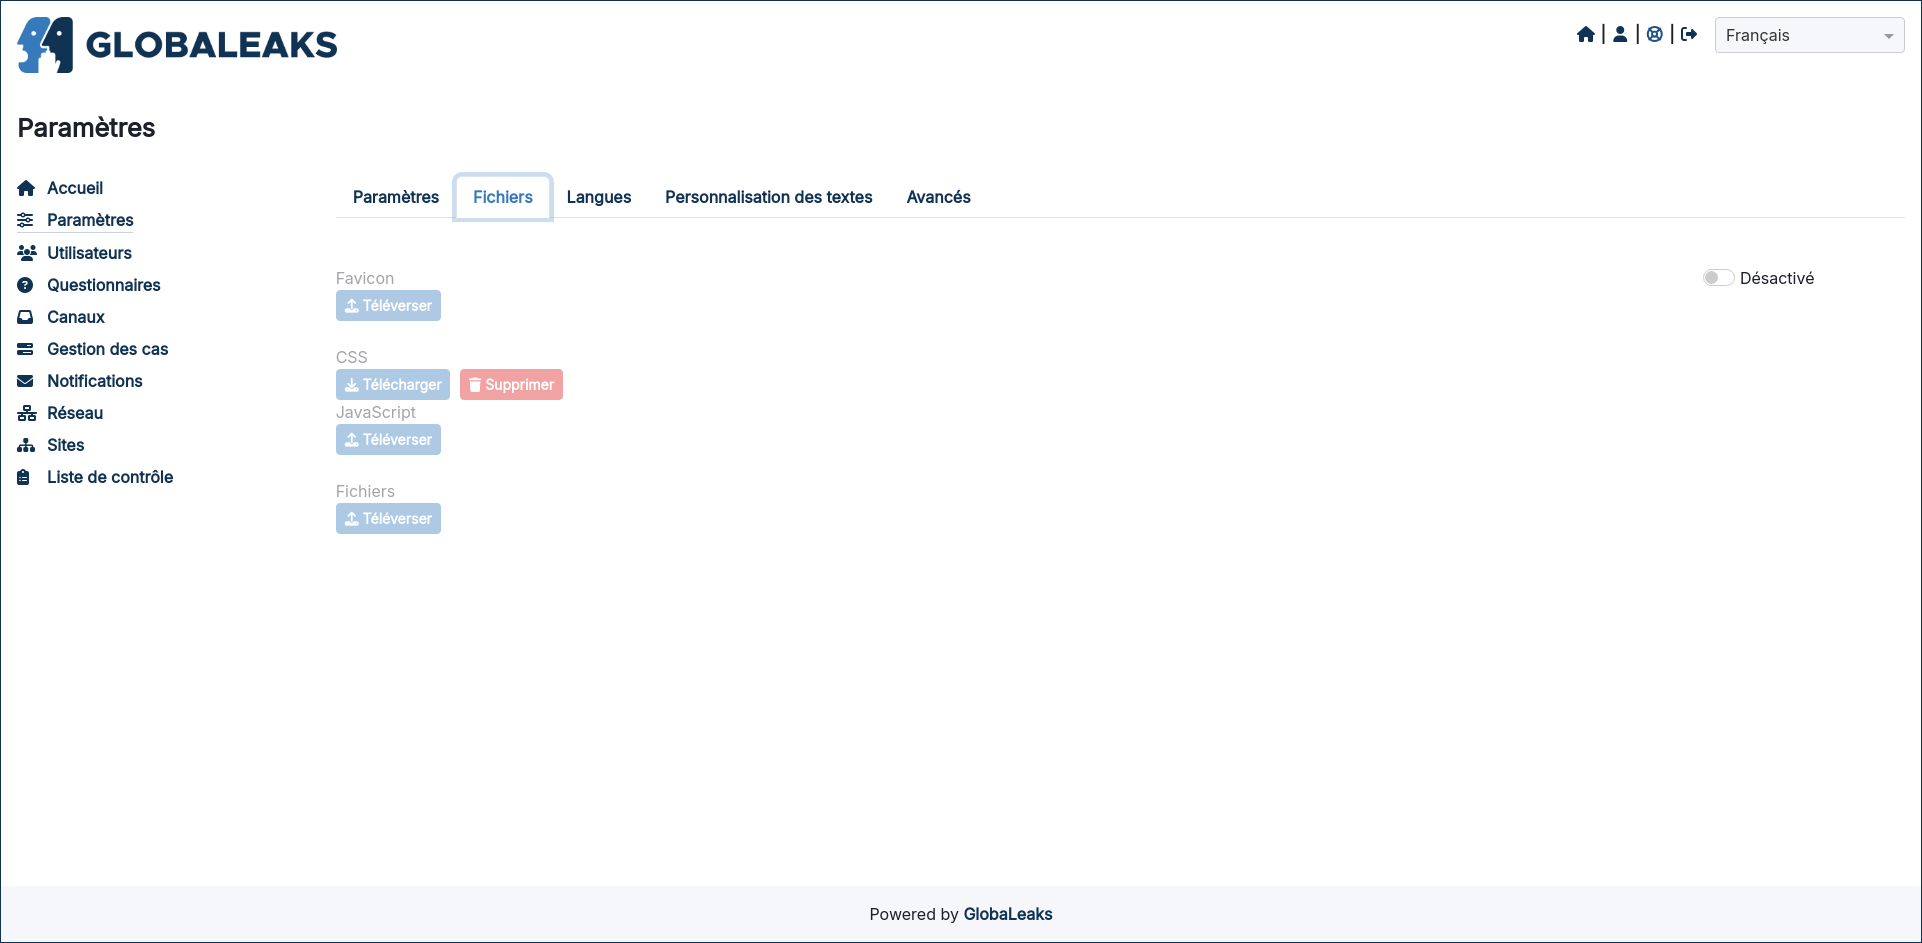 GLOBALEAKS
Français
Paramètres
Accueil
Paramètres
Utilisateurs
Questionnaires
Canaux
Gestion des cas
Notifications
Réseau
Sites
Liste de contrôle
Paramètres Fichiers Langues Personnalisation des textes Avancés
Favicon
Désactivé
Téléverser
CSS
Télécharger Supprimer
JavaScript
Téléverser
Fichiers
Téléverser
Powered by GlobaLeaks